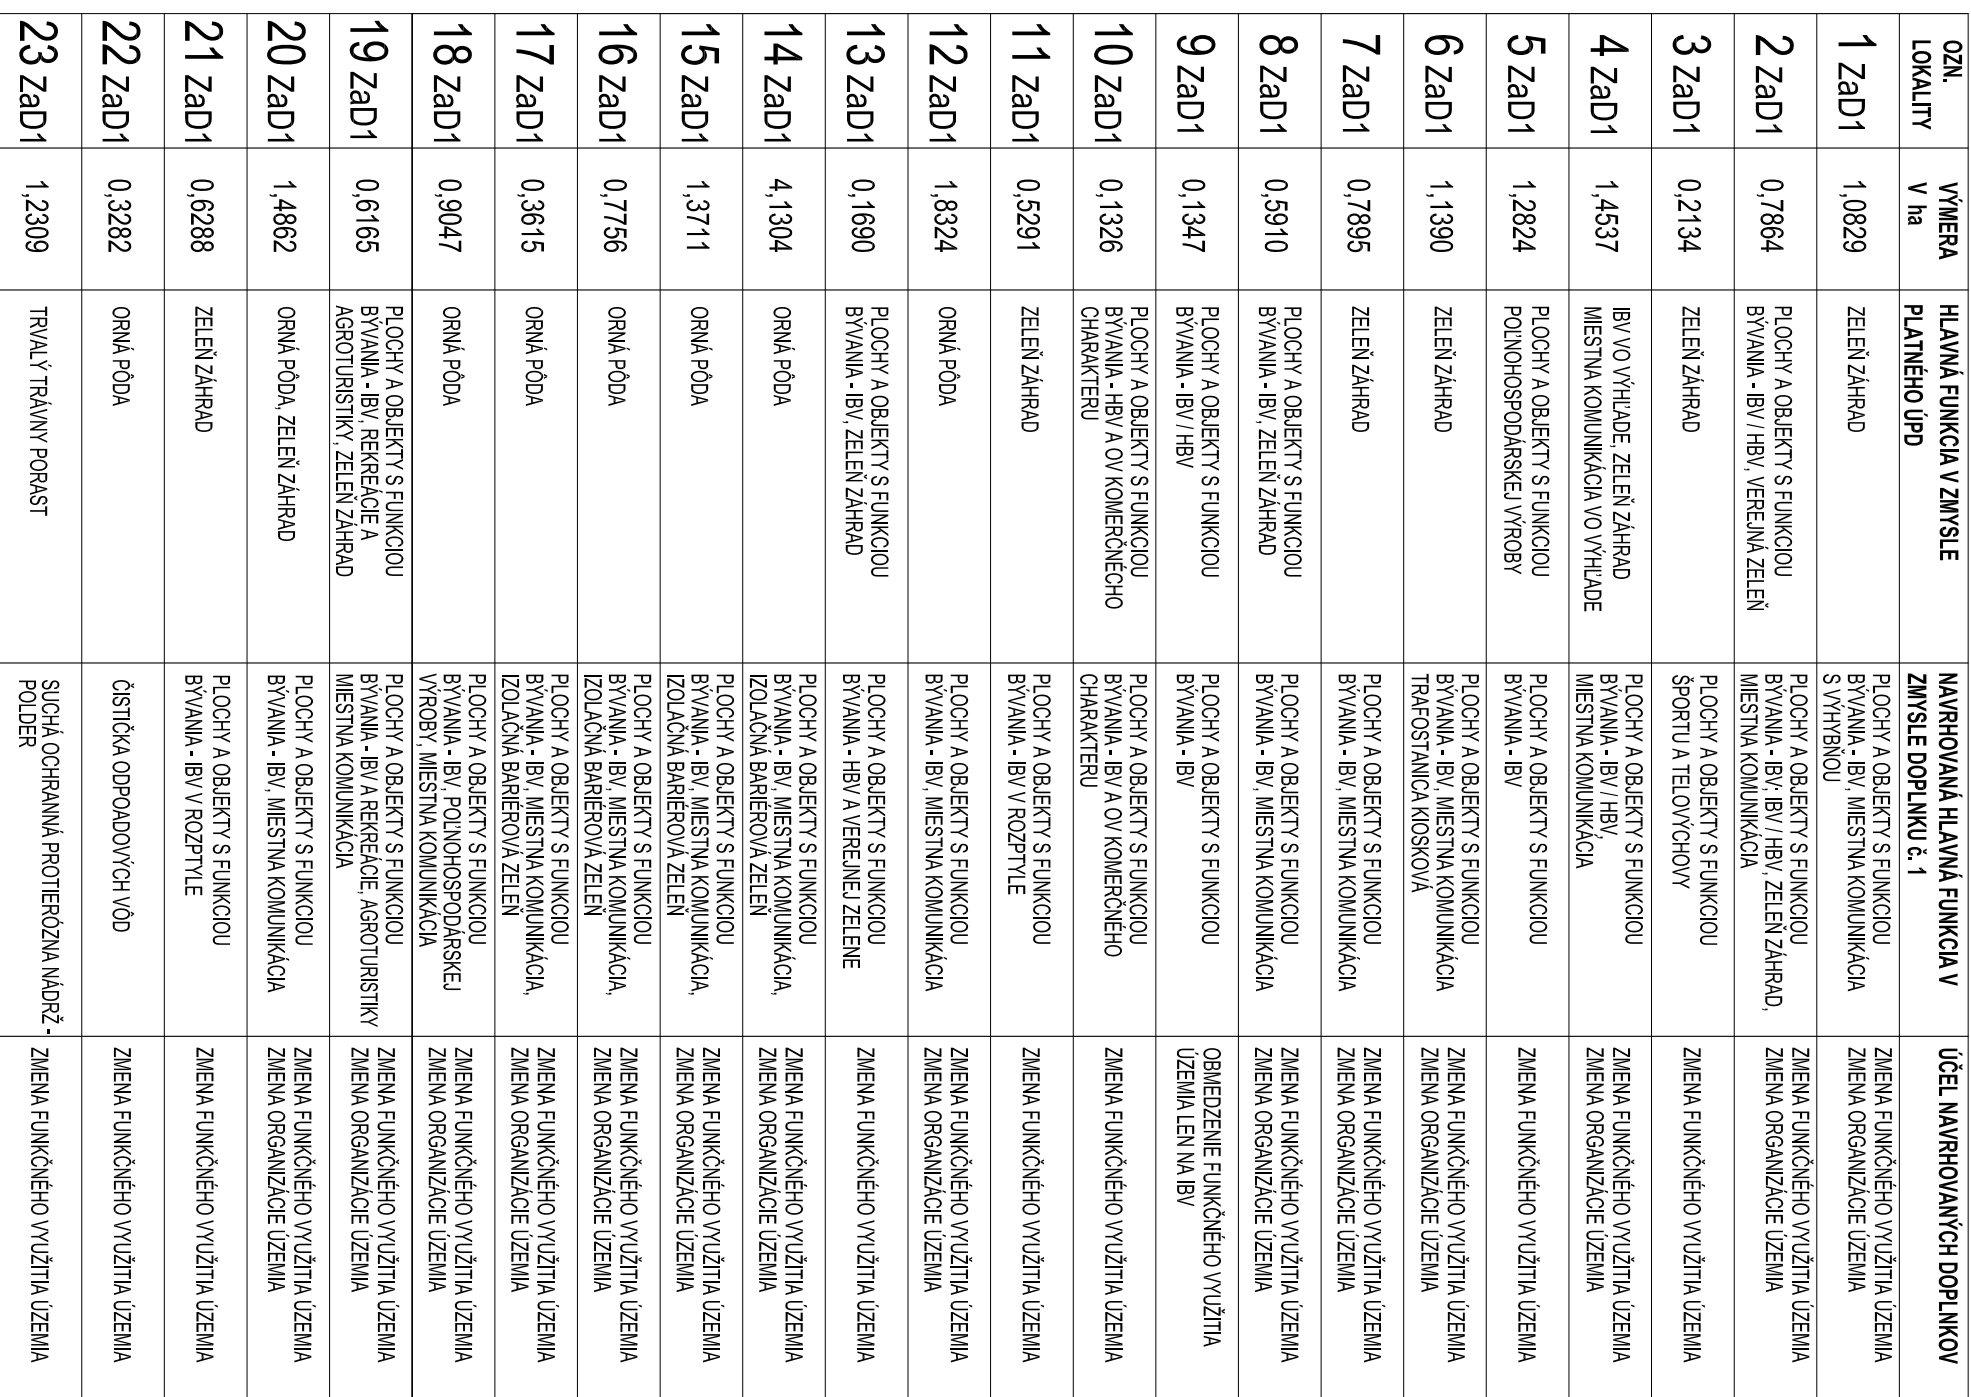 OZN.
LOKALITY
VÝMERA
V ha
HLAVNÁ FUNKCIA V ZMYSLE
PLATNÉHO ÚPD
NAVRHOVANÁ HLAVNÁ FUNKCIA V
ZMYSLE DOPLNKU č. 1
ÚČEL NAVRHOVANÝCH DOPLNKOV
1 ZaD1
1,0829
ZELEŇ ZÁHRAD
PLOCHY A OBJEKTY S FUNKCIOU
BÝVANIA - IBV, MIESTNA KOMUNIKÁCIA
S VÝHYBŇOU
ZMENA FUNKČNÉHO VYUŽITIA ÚZEMIA
ZMENA ORGANIZÁCIE ÚZEMIA
2 ZaD1
0,7864
PLOCHY A OBJEKTY S FUNKCIOU
BÝVANIA - IBV / HBV, VEREJNÁ ZELEŇ
PLOCHY A OBJEKTY S FUNKCIOU
BÝVANIA - IBV; IBV / HBV, ZELEŇ ZÁHRAD,
MIESTNA KOMUNIKÁCIA
ZMENA FUNKČNÉHO VYUŽITIA ÚZEMIA
ZMENA ORGANIZÁCIE ÚZEMIA
3 ZaD1
0,2134
ZELEŇ ZÁHRAD
PLOCHY A OBJEKTY S FUNKCIOU
ŠPORTU A TELOVÝCHOVY
ZMENA FUNKČNÉHO VYUŽITIA ÚZEMIA
4 ZaD1
1,4537
IBV VO VÝHĽADE, ZELEŇ ZÁHRAD
MIESTNA KOMUNIKÁCIA VO VÝHĽADE
PLOCHY A OBJEKTY S FUNKCIOU
BÝVANIA - IBV / HBV,
MIESTNA KOMUNIKÁCIA
ZMENA FUNKČNÉHO VYUŽITIA ÚZEMIA
ZMENA ORGANIZÁCIE ÚZEMIA
5 ZaD1
1,2824
PLOCHY A OBJEKTY S FUNKCIOU
POĽNOHOSPODÁRSKEJ VÝROBY
PLOCHY A OBJEKTY S FUNKCIOU
BÝVANIA - IBV
ZMENA FUNKČNÉHO VYUŽITIA ÚZEMIA
6 ZaD1
1,1390
ZELEŇ ZÁHRAD
PLOCHY A OBJEKTY S FUNKCIOU
BÝVANIA - IBV, MIESTNA KOMUNIKÁCIA
TRAFOSTANICA KIOSKOVÁ
ZMENA FUNKČNÉHO VYUŽITIA ÚZEMIA
ZMENA ORGANIZÁCIE ÚZEMIA
7 ZaD1
0,7895
ZELEŇ ZÁHRAD
PLOCHY A OBJEKTY S FUNKCIOU
BÝVANIA - IBV, MIESTNA KOMUNIKÁCIA
ZMENA FUNKČNÉHO VYUŽITIA ÚZEMIA
ZMENA ORGANIZÁCIE ÚZEMIA
8 ZaD1
0,5910
PLOCHY A OBJEKTY S FUNKCIOU
BÝVANIA - IBV, ZELEŇ ZÁHRAD
PLOCHY A OBJEKTY S FUNKCIOU
BÝVANIA - IBV, MIESTNA KOMUNIKÁCIA
ZMENA FUNKČNÉHO VYUŽITIA ÚZEMIA
ZMENA ORGANIZÁCIE ÚZEMIA
9 ZaD1
0,1347
PLOCHY A OBJEKTY S FUNKCIOU
BÝVANIA - IBV / HBV
PLOCHY A OBJEKTY S FUNKCIOU
BÝVANIA - IBV
OBMEDZENIE FUNKČNÉHO VYUŽITIA
ÚZEMIA LEN NA IBV
10 ZaD1
0,1326
PLOCHY A OBJEKTY S FUNKCIOU
BÝVANIA - HBV A OV KOMERČNÉCHO
CHARAKTERU
PLOCHY A OBJEKTY S FUNKCIOU
BÝVANIA - IBV A OV KOMERČNÉHO
CHARAKTERU
ZMENA FUNKČNÉHO VYUŽITIA ÚZEMIA
11 ZaD1
0,5291
ZELEŇ ZÁHRAD
PLOCHY A OBJEKTY S FUNKCIOU
BÝVANIA - IBV V ROZPTYLE
ZMENA FUNKČNÉHO VYUŽITIA ÚZEMIA
12 ZaD1
1,8324
ORNÁ PÔDA
PLOCHY A OBJEKTY S FUNKCIOU
BÝVANIA - IBV, MIESTNA KOMUNIKÁCIA
ZMENA FUNKČNÉHO VYUŽITIA ÚZEMIA
ZMENA ORGANIZÁCIE ÚZEMIA
13 ZaD1
0,1690
PLOCHY A OBJEKTY S FUNKCIOU
BÝVANIA - IBV, ZELEŇ ZÁHRAD
PLOCHY A OBJEKTY S FUNKCIOU
BÝVANIA - HBV A VEREJNEJ ZELENE
ZMENA FUNKČNÉHO VYUŽITIA ÚZEMIA
14 ZaD1
4,1304
ORNÁ PÔDA
PLOCHY A OBJEKTY S FUNKCIOU
BÝVANIA - IBV, MIESTNA KOMUNIKÁCIA,
IZOLAČNÁ BARIÉROVÁ ZELEŇ
ZMENA FUNKČNÉHO VYUŽITIA ÚZEMIA
ZMENA ORGANIZÁCIE ÚZEMIA
15 ZaD1
1,3711
ORNÁ PÔDA
PLOCHY A OBJEKTY S FUNKCIOU
BÝVANIA - IBV, MIESTNA KOMUNIKÁCIA,
IZOLAČNÁ BARIÉROVÁ ZELEŇ
ZMENA FUNKČNÉHO VYUŽITIA ÚZEMIA
ZMENA ORGANIZÁCIE ÚZEMIA
16 ZaD1
0,7756
ORNÁ PÔDA
PLOCHY A OBJEKTY S FUNKCIOU
BÝVANIA - IBV, MIESTNA KOMUNIKÁCIA,
IZOLAČNÁ BARIÉROVÁ ZELEŇ
ZMENA FUNKČNÉHO VYUŽITIA ÚZEMIA
ZMENA ORGANIZÁCIE ÚZEMIA
17 ZaD1
0,3615
ORNÁ PÔDA
PLOCHY A OBJEKTY S FUNKCIOU
BÝVANIA - IBV, MIESTNA KOMUNIKÁCIA,
IZOLAČNÁ BARIÉROVÁ ZELEŇ
ZMENA FUNKČNÉHO VYUŽITIA ÚZEMIA
ZMENA ORGANIZÁCIE ÚZEMIA
18 ZaD1
0,9047
ORNÁ PÔDA
PLOCHY A OBJEKTY S FUNKCIOU
BÝVANIA - IBV, POĽNOHOSPODÁRSKEJ
VÝROBY, MIESTNA KOMUNIKÁCIA
ZMENA FUNKČNÉHO VYUŽITIA ÚZEMIA
ZMENA ORGANIZÁCIE ÚZEMIA
19 ZaD1
0,6165
PLOCHY A OBJEKTY S FUNKCIOU
BÝVANIA - IBV, REKREÁCIE A
AGROTURISTIKY, ZELEŇ ZÁHRAD
PLOCHY A OBJEKTY S FUNKCIOU
BÝVANIA - IBV A REKREÁCIE, AGROTURISTIKY
MIESTNA KOMUNIKÁCIA
ZMENA FUNKČNÉHO VYUŽITIA ÚZEMIA
ZMENA ORGANIZÁCIE ÚZEMIA
20 ZaD1
1,4862
ORNÁ PÔDA, ZELEŇ ZÁHRAD
PLOCHY A OBJEKTY S FUNKCIOU
BÝVANIA - IBV, MIESTNA KOMUNIKÁCIA
ZMENA FUNKČNÉHO VYUŽITIA ÚZEMIA
ZMENA ORGANIZÁCIE ÚZEMIA
21 ZaD1
0,6288
ZELEŇ ZÁHRAD
PLOCHY A OBJEKTY S FUNKCIOU
BÝVANIA - IBV V ROZPTYLE
ZMENA FUNKČNÉHO VYUŽITIA ÚZEMIA
22 ZaD1
0,3282
ORNÁ PÔDA
ČISTIČKA ODPOADOVÝCH VÔD
ZMENA FUNKČNÉHO VYUŽITIA ÚZEMIA
23 ZaD1
1,2309
TRVALÝ TRÁVNY PORAST
SUCHÁ OCHRANNÁ PROTIERÓZNA NÁDRŽ -
POLDER
ZMENA FUNKČNÉHO VYUŽITIA ÚZEMIA